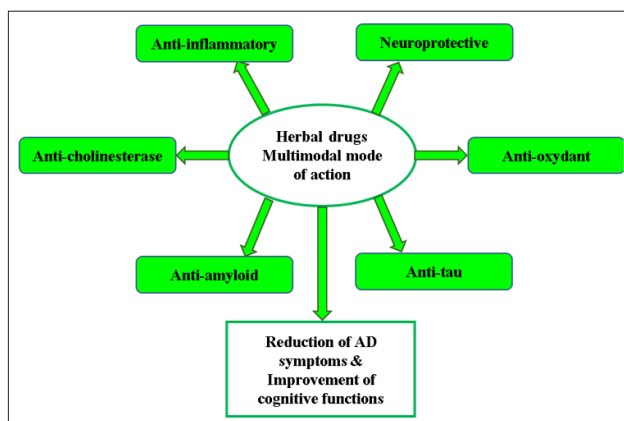 Anti-inflammatory
Neuroprotective
Herbal drugs
Multimodal mode
of action
Anti-cholinesterase
Anti-oxydant
Anti-amyloid
Anti-tau
Reduction of AD
symptoms &
Improvement of
cognitive functions